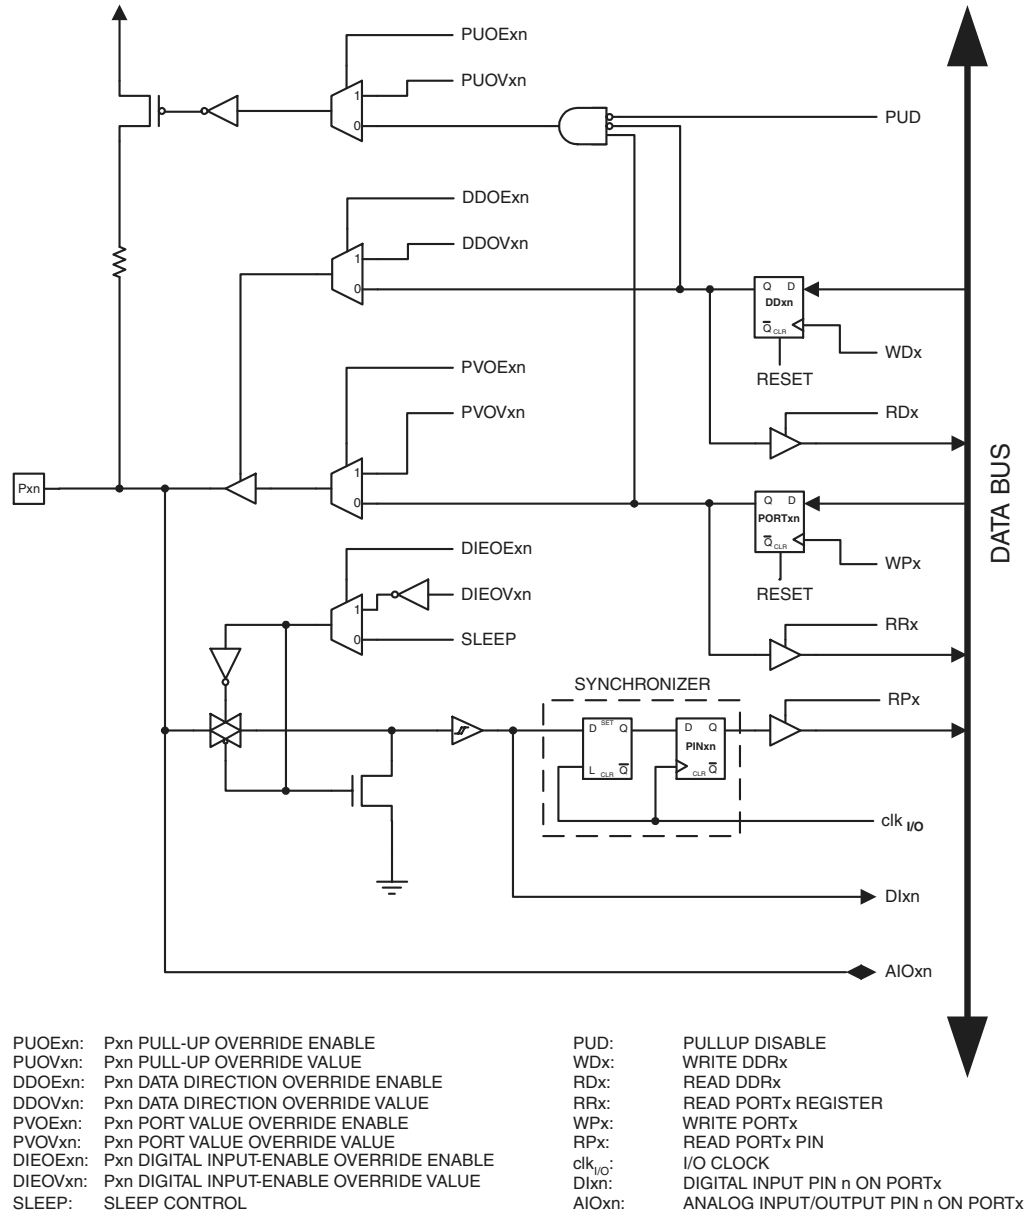 PUOExn
PUOVxn
1
0
PUD
DDOExn
DDOVxn
1
0
Q D
DDxn
Q CLR
WDx
RESET
PVOExn
PVOVxn
RDx
1
0
Pxn
Q D
PORTxn
Q CLR
WPx
RESET
DATA BUS
DIEOExn
DIEOVxn
1
0
SLEEP
RRx
SYNCHRONIZER
RPx
D SET Q
L CLR Q
D Q
PINxn
CLR Q
clk I/O
DIxn
AIOxn
PUOExn: Pxn PULL-UP OVERRIDE ENABLE
PUOVxn: Pxn PULL-UP OVERRIDE VALUE
DDOExn: Pxn DATA DIRECTION OVERRIDE ENABLE
DDOVxn: Pxn DATA DIRECTION OVERRIDE VALUE
PVOExn: Pxn PORT VALUE OVERRIDE ENABLE
PVOVxn: Pxn PORT VALUE OVERRIDE VALUE
DIEOExn: Pxn DIGITAL INPUT-ENABLE OVERRIDE ENABLE
DIEOVxn: Pxn DIGITAL INPUT-ENABLE OVERRIDE VALUE
SLEEP: SLEEP CONTROL
PUD: PULLUP DISABLE
WDx: WRITE DDRx
RDx: READ DDRx
RRx: READ PORTx REGISTER
WPx: WRITE PORTx
RPx: READ PORTx PIN
clk I/O: I/O CLOCK
DIxn: DIGITAL INPUT PIN n ON PORTx
AIOxn: ANALOG INPUT/OUTPUT PIN n ON PORTx